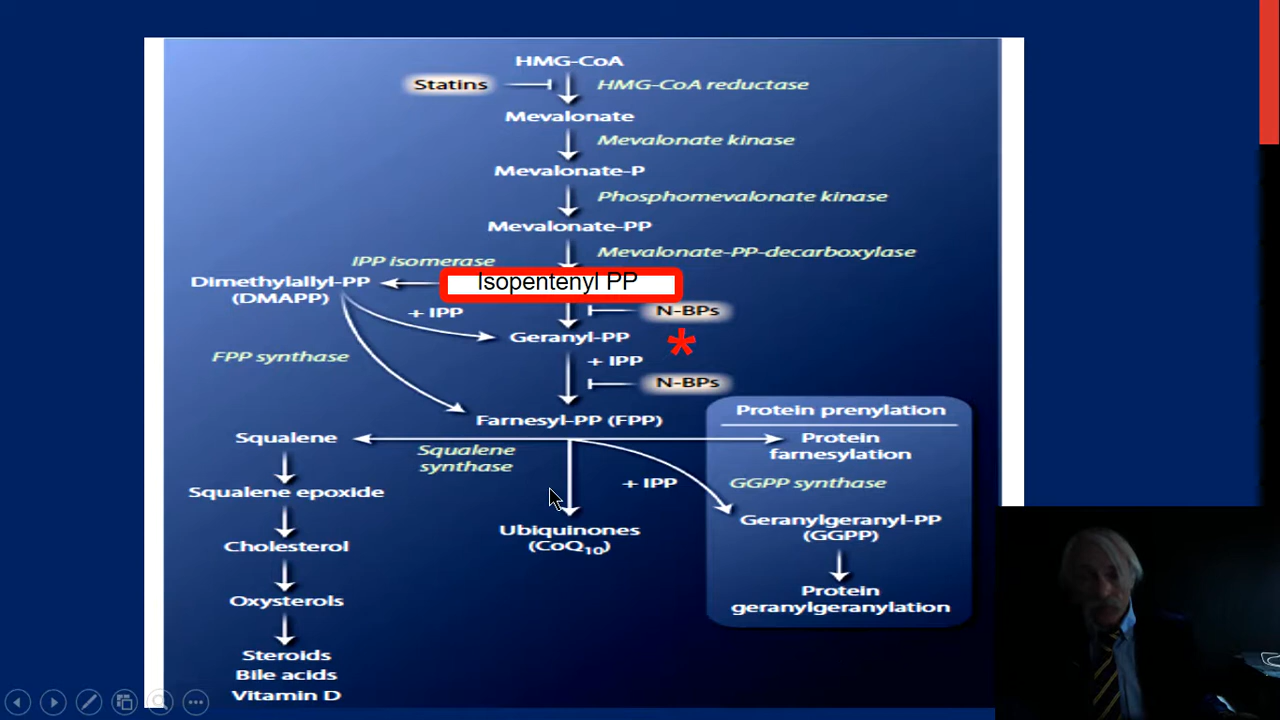 HMG-CoA
Statins
HMG-CoA reductase
Mevalonate
Mevalonate kinase
Mevalonate-P
Phosphomevalonate kinase
Mevalonate-PP
Mevalonate-PP-decarboxylase
IPP isomerase
Dimethylallyl-PP
(DMAPP)
Isopentenyl PP
+ IPP
N-BPs
Geranyl-PP
*
FPP synthase
+ IPP
N-BPs
Farnesyl-PP (FPP)
Protein prenylation
Squalene
Squalene
synthase
Protein
farnesylation
+ IPP
GGPP synthase
Squalene epoxide
Ubiquinones
(CoQ10)
Geranylgeranyl-PP
(GGPP)
Cholesterol
Oxysterols
Protein
geranylgeranylation
Steroids
Bile acids
Vitamin D